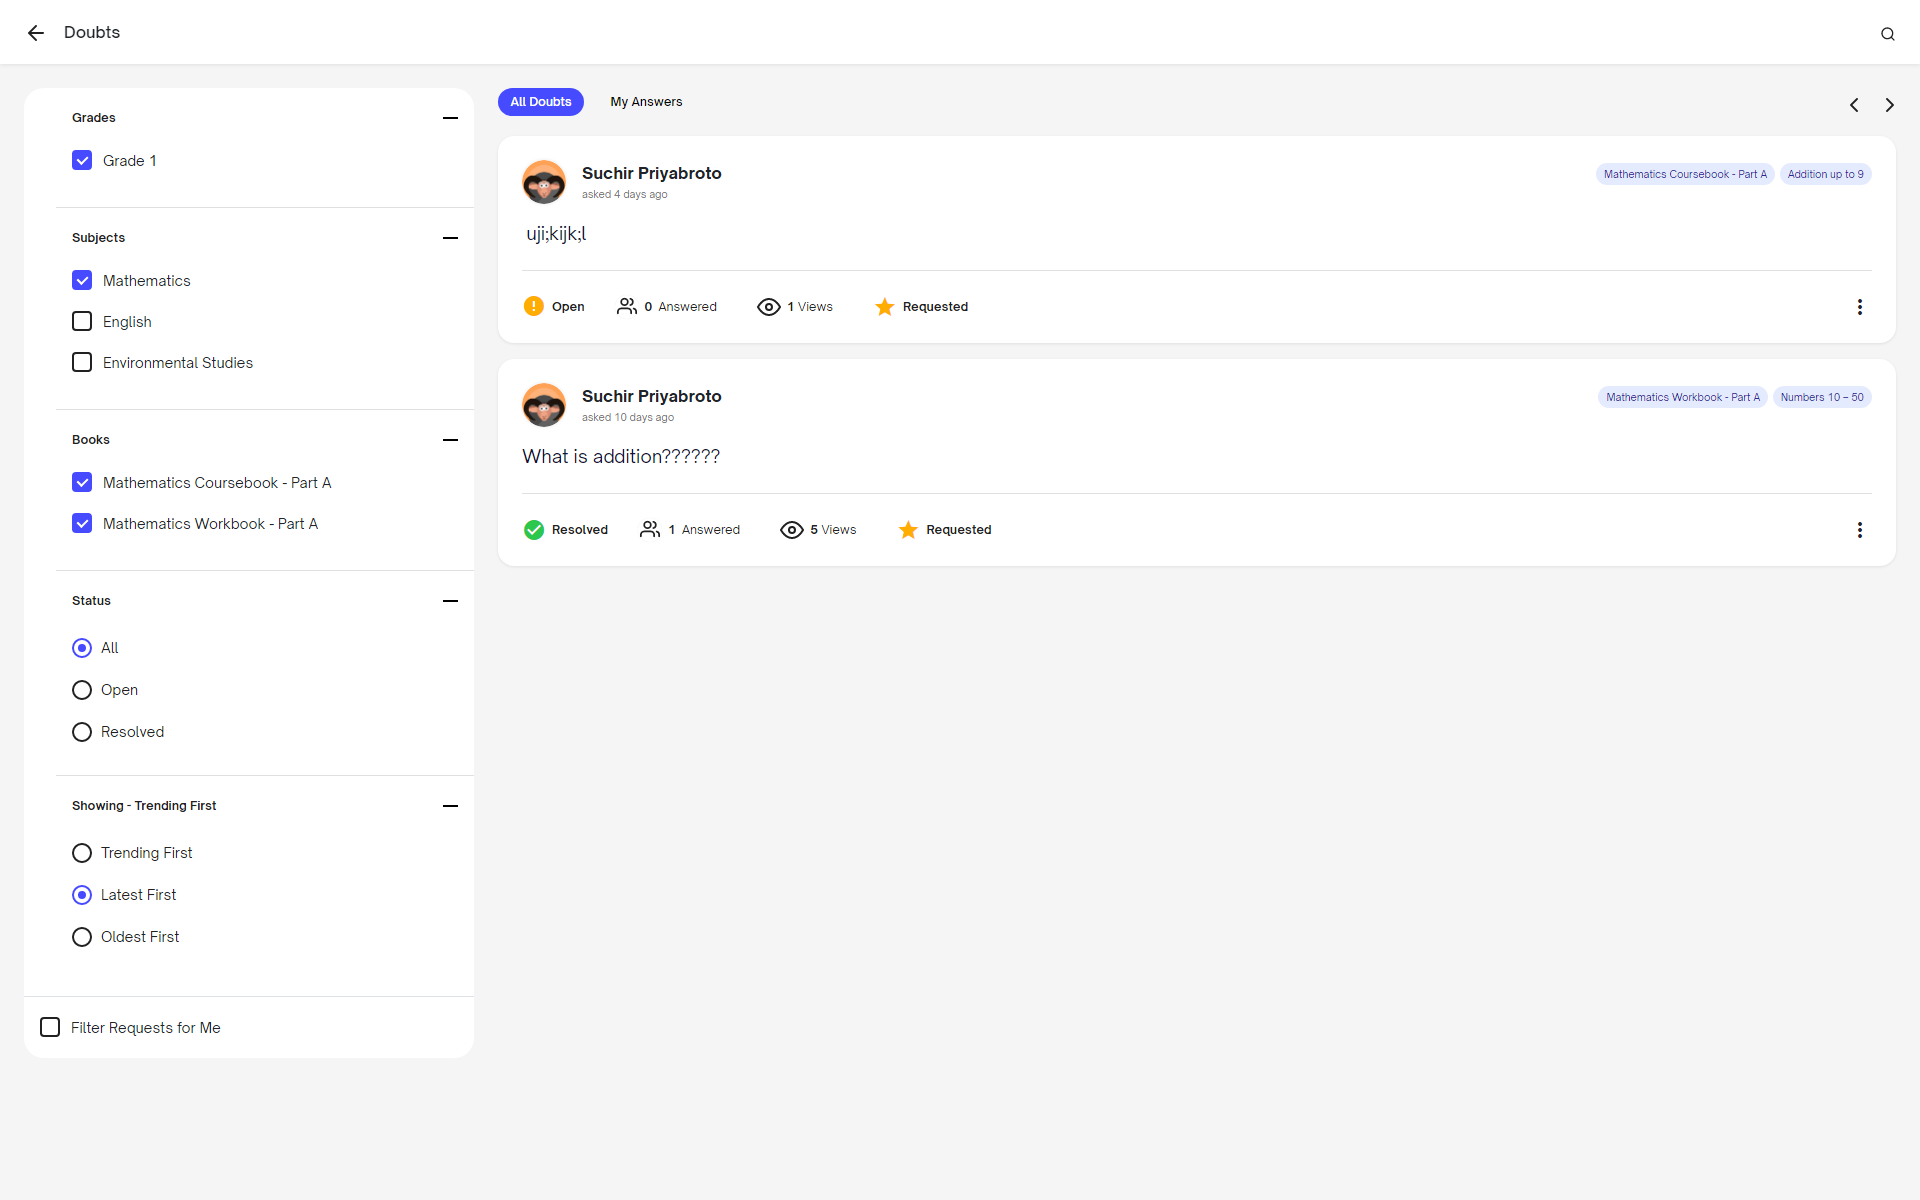 Doubts
Grades
Grade 1
Subjects
Mathematics
English
Environmental Studies
Books
Mathematics Coursebook - Part A
Mathematics Workbook - Part A
Status
All
Open
Resolved
Showing - Trending First
Trending First
Latest First
Oldest First
Filter Requests for Me
All Doubts My Answers
Suchir Priyabroto Mathematics Coursebook - Part A Addition up to 9
asked 4 days ago
uji;kijk;l
Open 0 Answered 1 Views Requested
Suchir Priyabroto Mathematics Workbook - Part A Numbers 10 – 50
asked 10 days ago
What is addition??????
Resolved 1 Answered 5 Views Requested